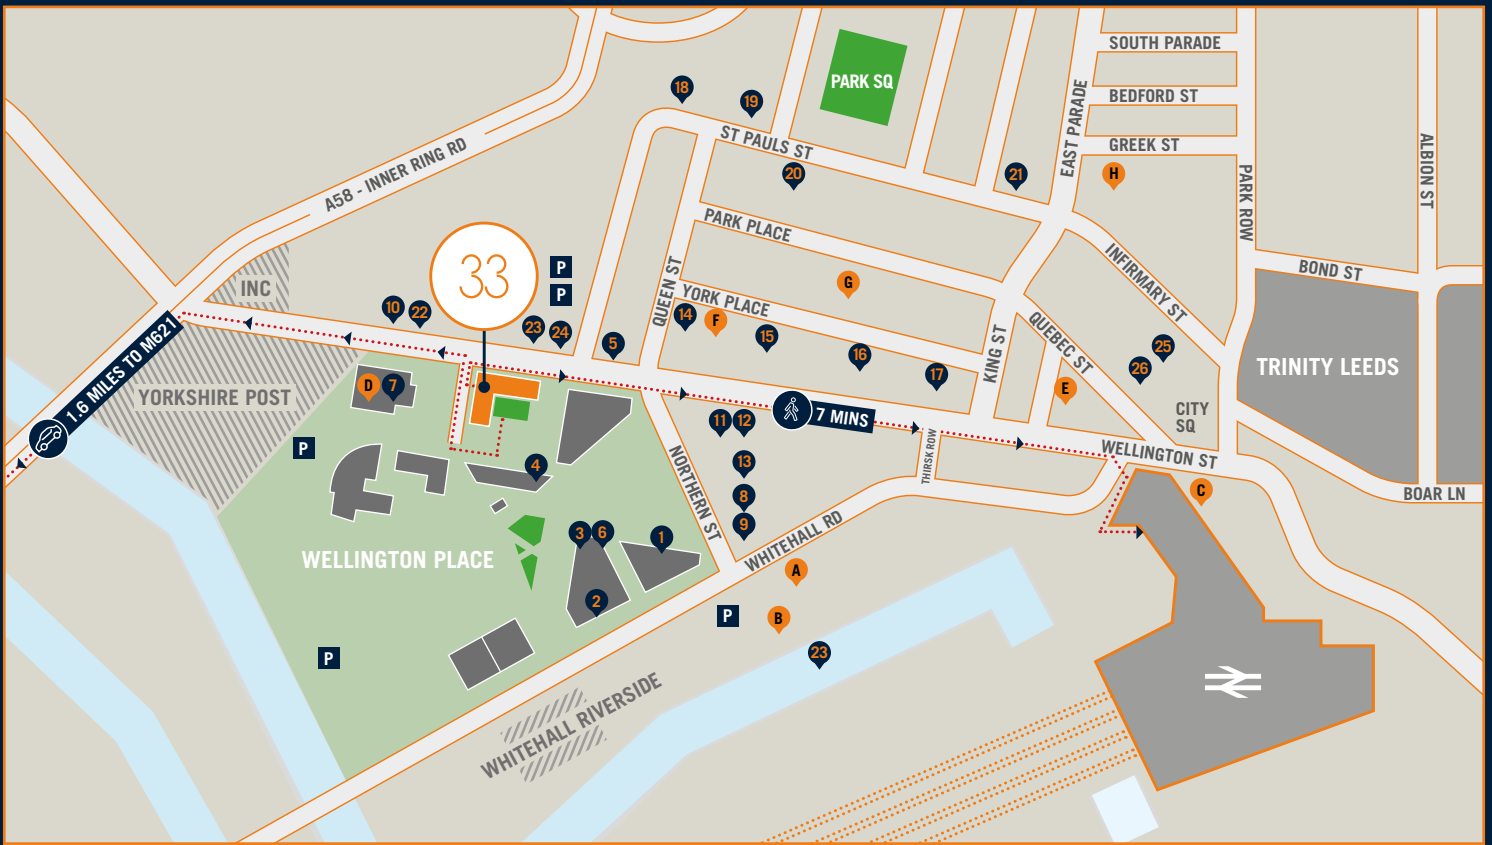 SOUTH PARADE
BEDFORD ST
GREEK ST
PARK SQ
EAST PARADE
PARK ROW
ALBION ST
18
19
ST PAULS ST
20
21
H
A58 - INNER RING RD
PARK PLACE
INFIRMARY ST
BOND ST
INC
33
P
P
QUEEN ST
YORK PLACE
G
10
22
23
24
5
14
F
15
16
17
KING ST
QUEBEC ST
25
26
E
TRINITY LEEDS
1.6 MILES TO M621
YORKSHIRE POST
D
7
CITY
SQ
11
12
7 MINS
THIRSK ROW
WELLINGTON ST
BOAR LN
P
4
NORTHERN ST
13
8
9
C
WHITEHALL RD
WELLINGTON PLACE
3
6
1
2
A
B
P
23
P
WHITEHALL RIVERSIDE